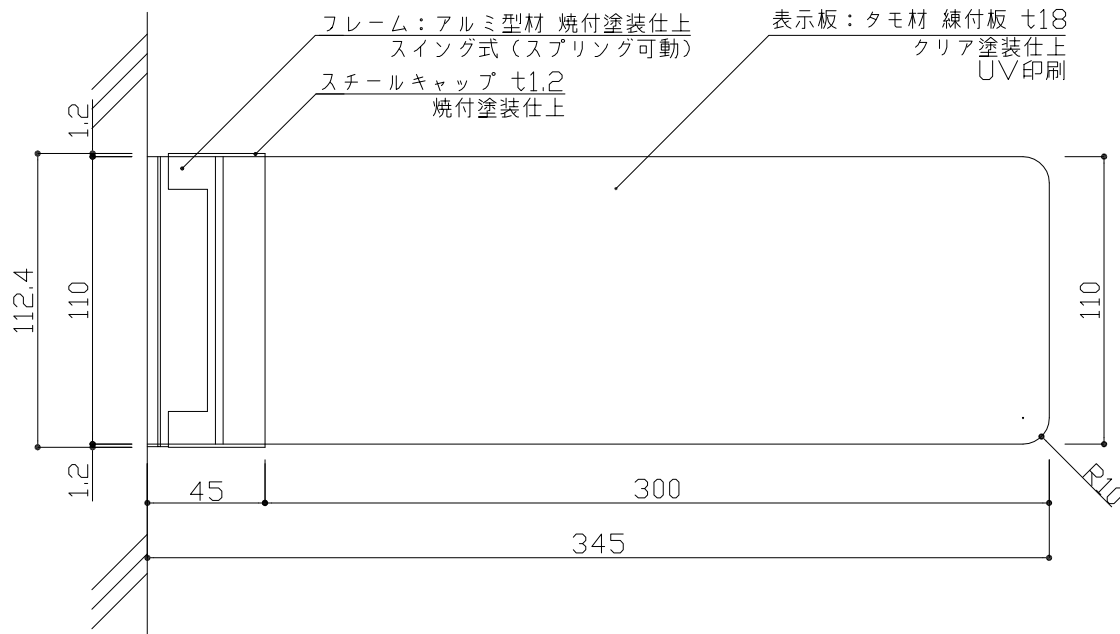 フレーム：アルミ型材 焼付塗装仕上
スイング式（スプリング可動）
スチールキャップ t1.2
焼付塗装仕上
表示板：タモ材 練付板 t18
クリア塗装仕上
UV印刷
1.2
112.4
110
1.2
110
R10
45
300
345